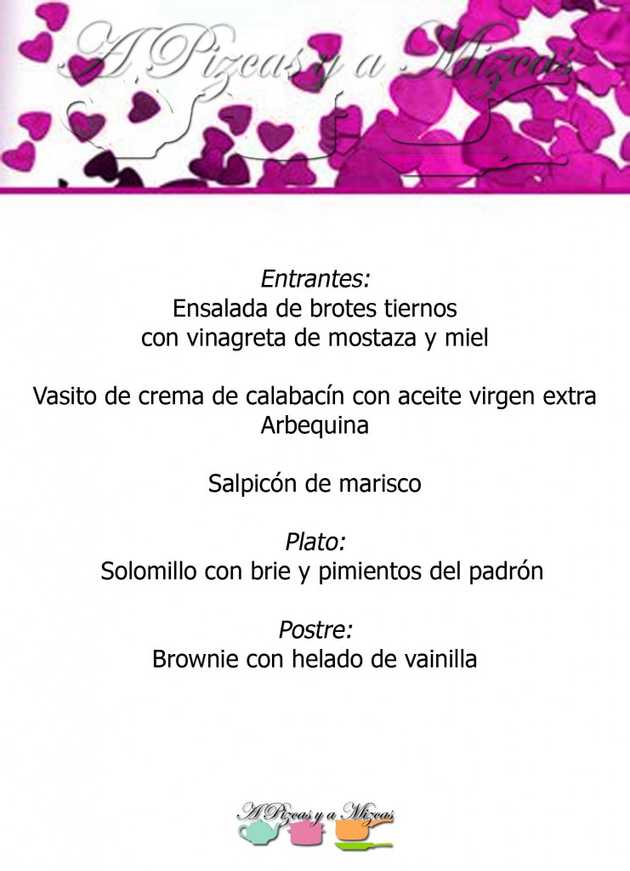 A Pizcas y a Mizcas
Entrantes:
Ensalada de brotes tiernos
con vinagreta de mostaza y miel
Vasito de crema de calabacín con aceite virgen extra
Arbequina
Salpicón de marisco
Plato:
Solomillo con brie y pimientos del padrón
Postre:
Brownie con helado de vainilla
A Pizcas y a Mizcas